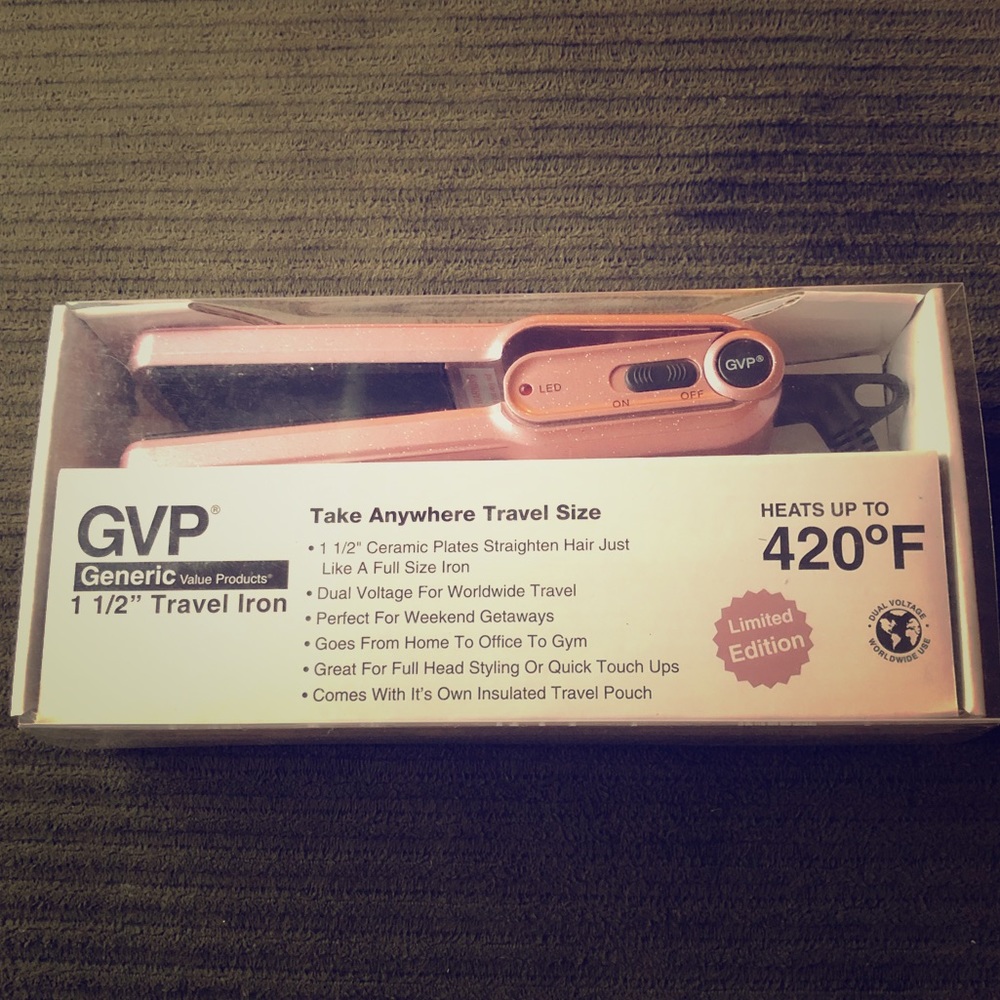 LED
ON
OFF
GVP®
GVP®
Generic Value Products®
1 1/2” Travel Iron
Take Anywhere Travel Size
• 1 1/2" Ceramic Plates Straighten Hair Just
Like A Full Size Iron
• Dual Voltage For Worldwide Travel
• Perfect For Weekend Getaways
• Goes From Home To Office To Gym
• Great For Full Head Styling Or Quick Touch Ups
• Comes With It's Own Insulated Travel Pouch
HEATS UP TO
420ºF
Limited
Edition
• DUAL VOLTAGE •
WORLDWIDE USE